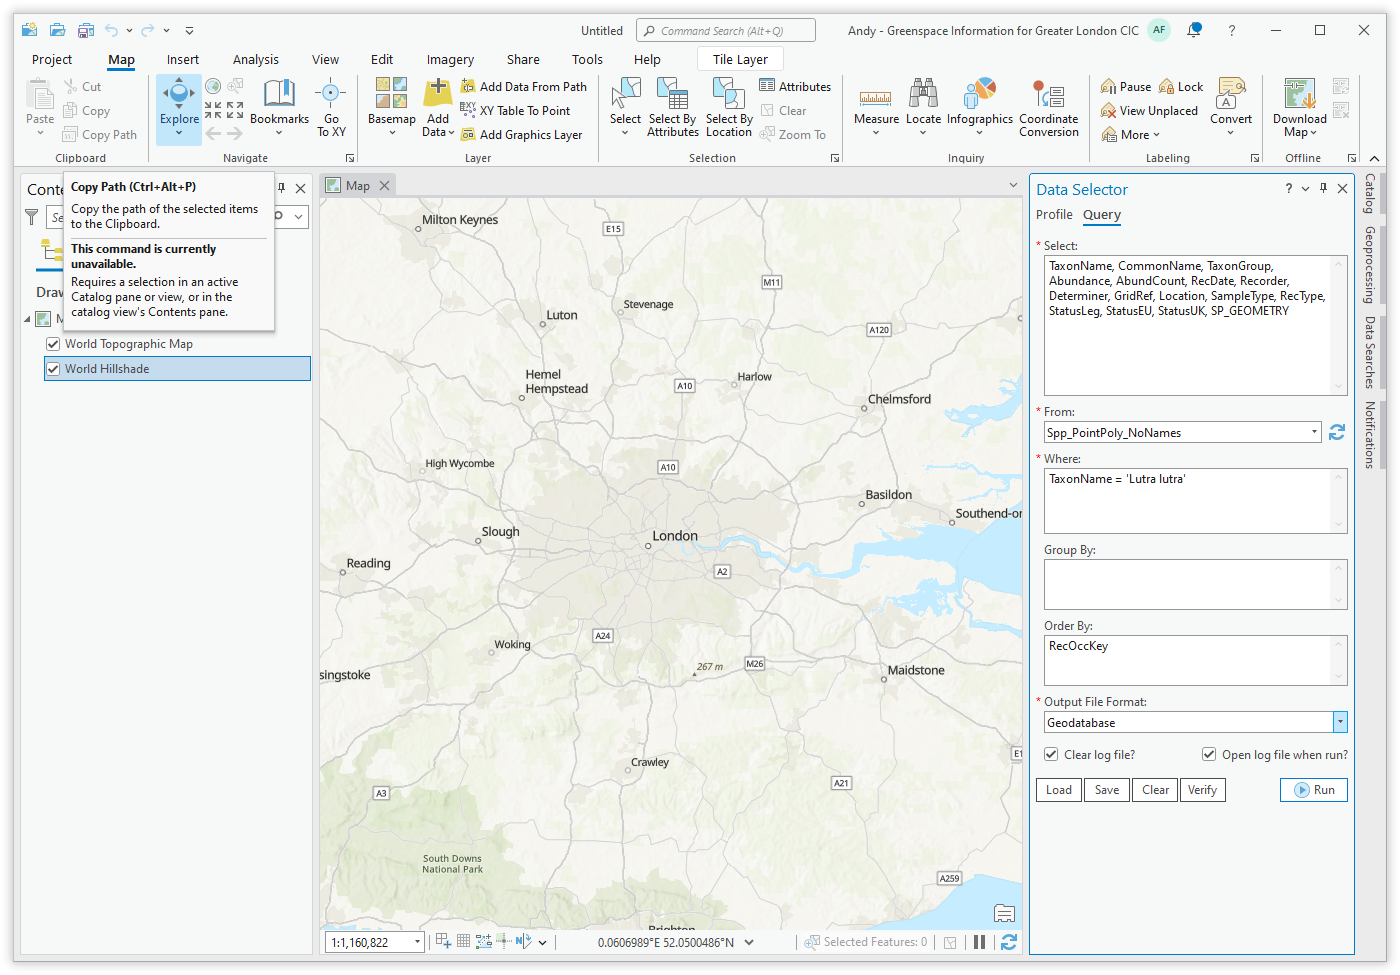 Untitled
Command Search (Alt+Q)
Andy - Greenspace Information for Greater London CIC
AF
?
Project
Map
Insert
Analysis
View
Edit
Imagery
Share
Tools
Help
Tile Layer
Paste
Cut
Copy
Copy Path
Clipboard
Explore
Bookmarks
Go
To XY
Navigate
Basemap
Add
Data
Add Data From Path
XY Table To Point
Add Graphics Layer
Layer
Select
Select By
Attributes
Select By
Location
Attributes
Clear
Zoom To
Selection
Measure
Locate
Infographics
Coordinate
Conversion
Inquiry
Pause
Lock
View Unplaced
More
Convert
Labeling
Download
Map
Offline
Conte
Copy Path (Ctrl+Alt+P)
Copy the path of the selected items
to the Clipboard.
This command is currently
unavailable.
Requires a selection in an active
Catalog pane or view, or in the
catalog view's Contents pane.
Se
Draw
M
World Topographic Map
World Hillshade
Map
Milton Keynes
E15
M11
Stevenage
Luton
A120
Hemel
Hempstead
A10
Harlow
Chelmsford
High Wycombe
A10
Basildon
Southend-on
Slough
London
Reading
A2
A24
Woking
267 m
M26
Maidstone
singstoke
E1
Crawley
A21
A3
South Downs
National Park
A259
Brighton
1:1,160,822
0.0606989°E 52.0500486°N
Selected Features: 0
Data Selector
?
Profile
Query
* Select:
TaxonName, CommonName, TaxonGroup,
Abundance, AbundCount, RecDate, Recorder,
Determiner, GridRef, Location, SampleType, RecType,
StatusLeg, StatusEU, StatusUK, SP_GEOMETRY
* From:
Spp_PointPoly_NoNames
* Where:
TaxonName = 'Lutra lutra'
Group By:
Order By:
RecOccKey
* Output File Format:
Geodatabase
Clear log file?
Open log file when run?
Load
Save
Clear
Verify
Run
Catalog
Geoprocessing
Data Searches
Notifications